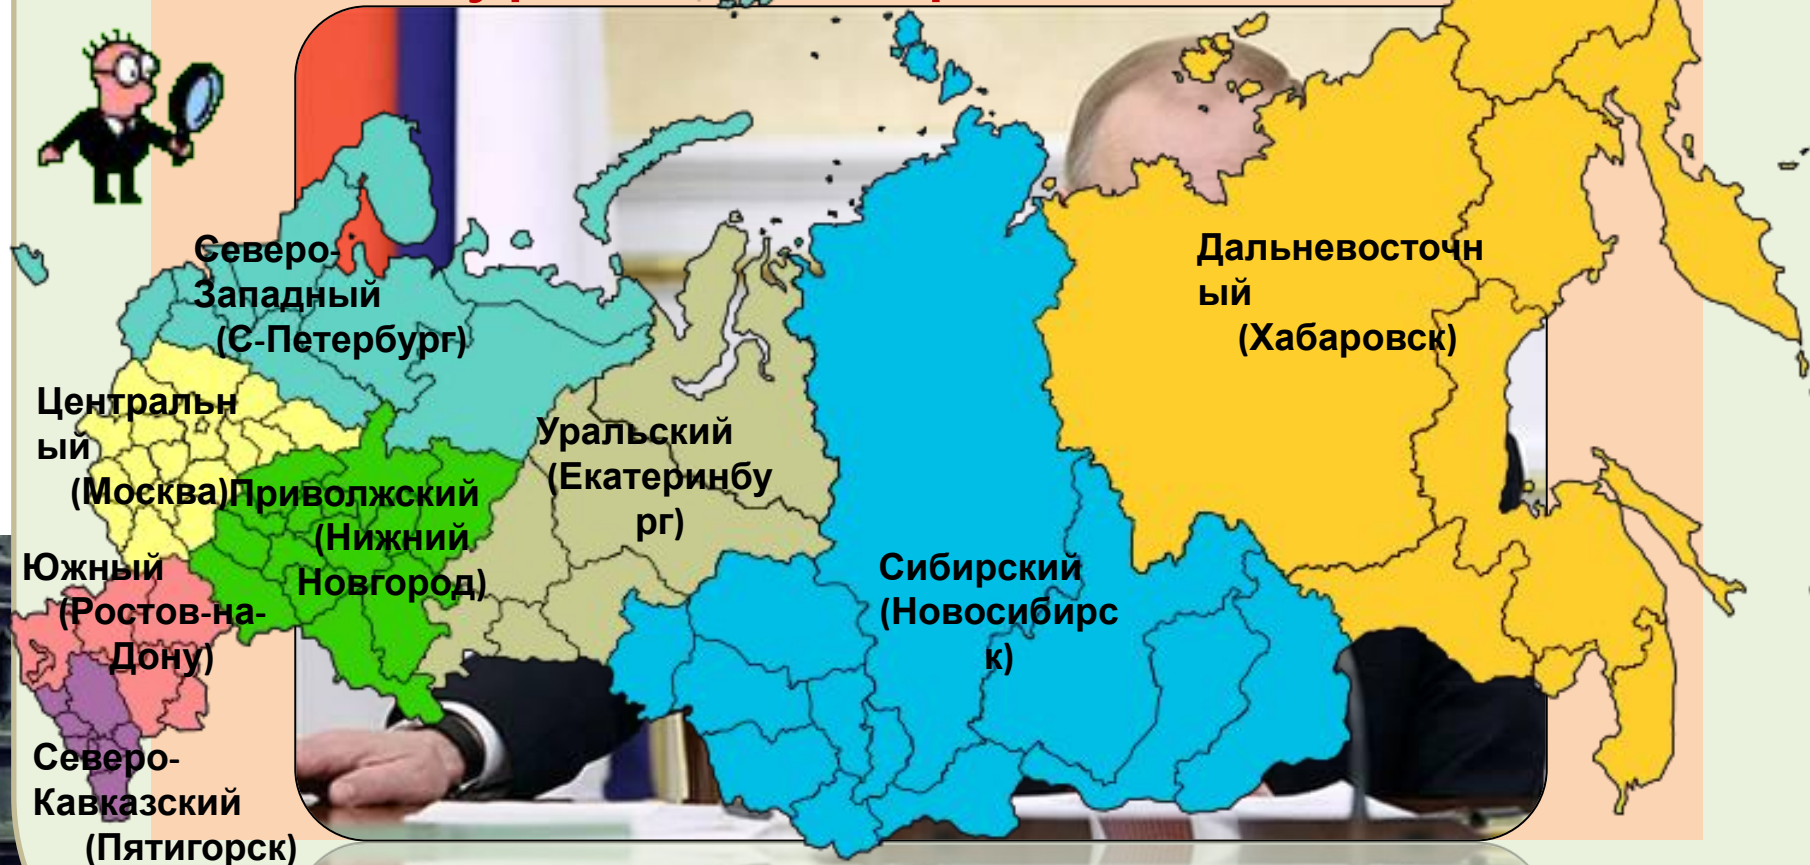 Северо-
Западный
(С-Петербург)
Центральн
ый
(Москва)
Приволжский
(Нижний
Новгород)
Уральский
(Екатеринбу
рг)
Дальневосточн
ый
(Хабаровск)
Сибирский
(Новосибирс
к)
Южный
(Ростов-на-
Дону)
Северо-
Кавказский
(Пятигорск)